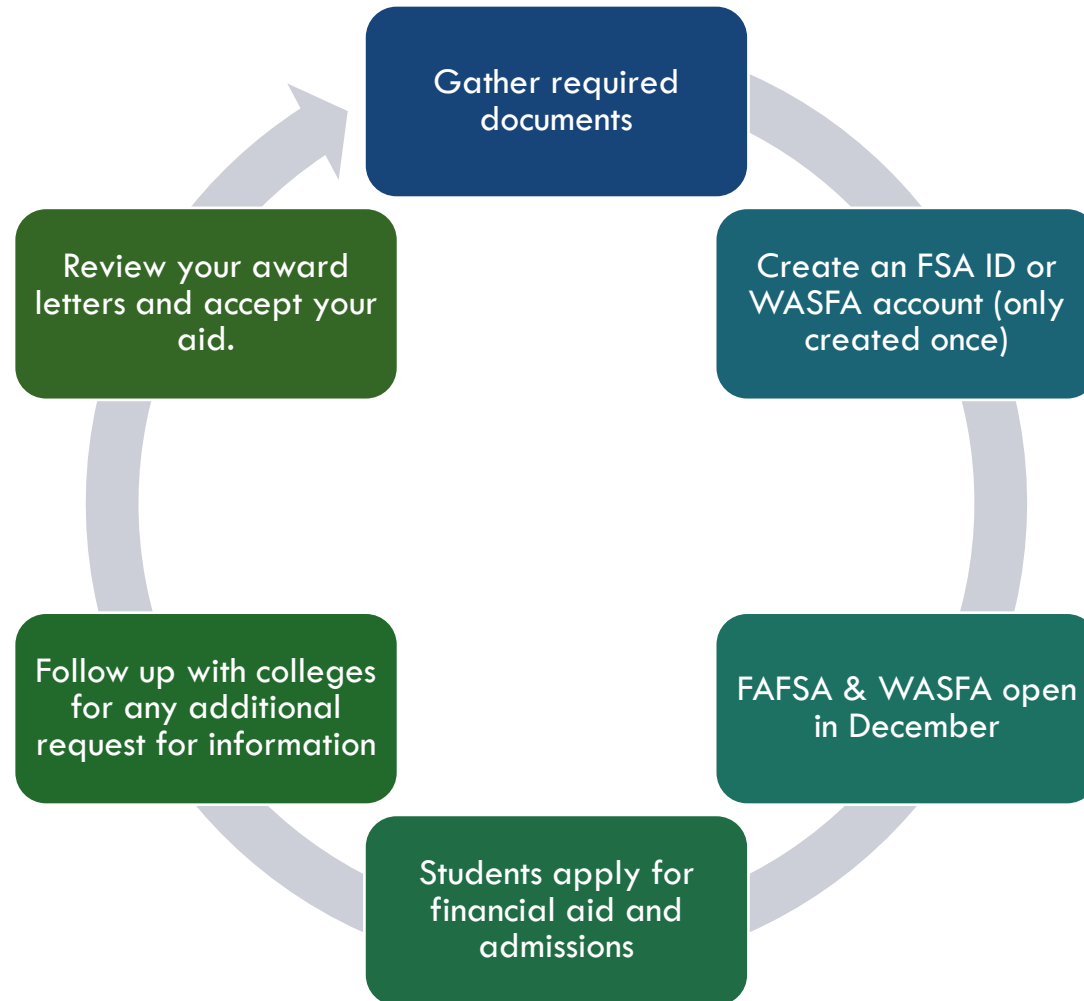 Gather required
documents
Create an FSA ID or
WASFA account (only
created once)
FAFSA & WASFA open
in December
Students apply for
financial aid and
admissions
Follow up with colleges
for any additional
request for information
Review your award
letters and accept your
aid.